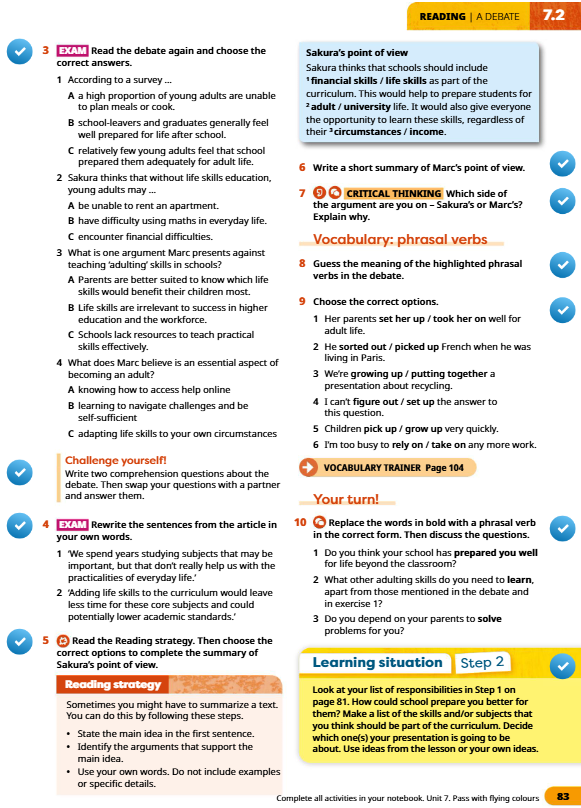 READING | A DEBATE 7.2
3 EXAM Read the debate again and choose the
correct answers.
1 According to a survey ...
A a high proportion of young adults are unable
to plan meals or cook.
B school-leavers and graduates generally feel
well prepared for life after school.
C relatively few young adults feel that school
prepared them adequately for adult life.
2 Sakura thinks that without life skills education,
young adults may ...
A be unable to rent an apartment.
B have difficulty using maths in everyday life.
C encounter financial difficulties.
3 What is one argument Marc presents against
teaching ‘adulting’ skills in schools?
A Parents are better suited to know which life
skills would benefit their children most.
B Life skills are irrelevant to success in higher
education and the workforce.
C Schools lack resources to teach practical
skills effectively.
4 What does Marc believe is an essential aspect of
becoming an adult?
A knowing how to access help online
B learning to navigate challenges and be
self-sufficient
C adapting life skills to your own circumstances
Challenge yourself!
Write two comprehension questions about the
debate. Then swap your questions with a partner
and answer them.
4 EXAM Rewrite the sentences from the article in
your own words.
1 ‘We spend years studying subjects that may be
important, but that don’t really help us with the
practicalities of everyday life.’
2 ‘Adding life skills to the curriculum would leave
less time for these core subjects and could
potentially lower academic standards.’
5 Read the Reading strategy. Then choose the
correct options to complete the summary of
Sakura’s point of view.
Reading strategy
Sometimes you might have to summarize a text.
You can do this by following these steps.
• State the main idea in the first sentence.
• Identify the arguments that support the
main idea.
• Use your own words. Do not include examples
or specific details.
Sakura’s point of view
Sakura thinks that schools should include
1 financial skills / life skills as part of the
curriculum. This would help to prepare students for
2 adult / university life. It would also give everyone
the opportunity to learn these skills, regardless of
their 3 circumstances / income.
6 Write a short summary of Marc’s point of view.
7 CRITICAL THINKING Which side of
the argument are you on – Sakura’s or Marc’s?
Explain why.
Vocabulary: phrasal verbs
8 Guess the meaning of the highlighted phrasal
verbs in the debate.
9 Choose the correct options.
1 Her parents set her up / took her on well for
adult life.
2 He sorted out / picked up French when he was
living in Paris.
3 We’re growing up / putting together a
presentation about recycling.
4 I can’t figure out / set up the answer to
this question.
5 Children pick up / grow up very quickly.
6 I’m too busy to rely on / take on any more work.
VOCABULARY TRAINER Page 104
Your turn!
10 Replace the words in bold with a phrasal verb
in the correct form. Then discuss the questions.
1 Do you think your school has prepared you well
for life beyond the classroom?
2 What other adulting skills do you need to learn,
apart from those mentioned in the debate and
in exercise 1?
3 Do you depend on your parents to solve
problems for you?
Learning situation Step 2
Look at your list of responsibilities in Step 1 on
page 81. How could school prepare you better for
them? Make a list of the skills and/or subjects that
you think should be part of the curriculum. Decide
which one(s) your presentation is going to be
about. Use ideas from the lesson or your own ideas.
Complete all activities in your notebook. Unit 7. Pass with flying colours 83